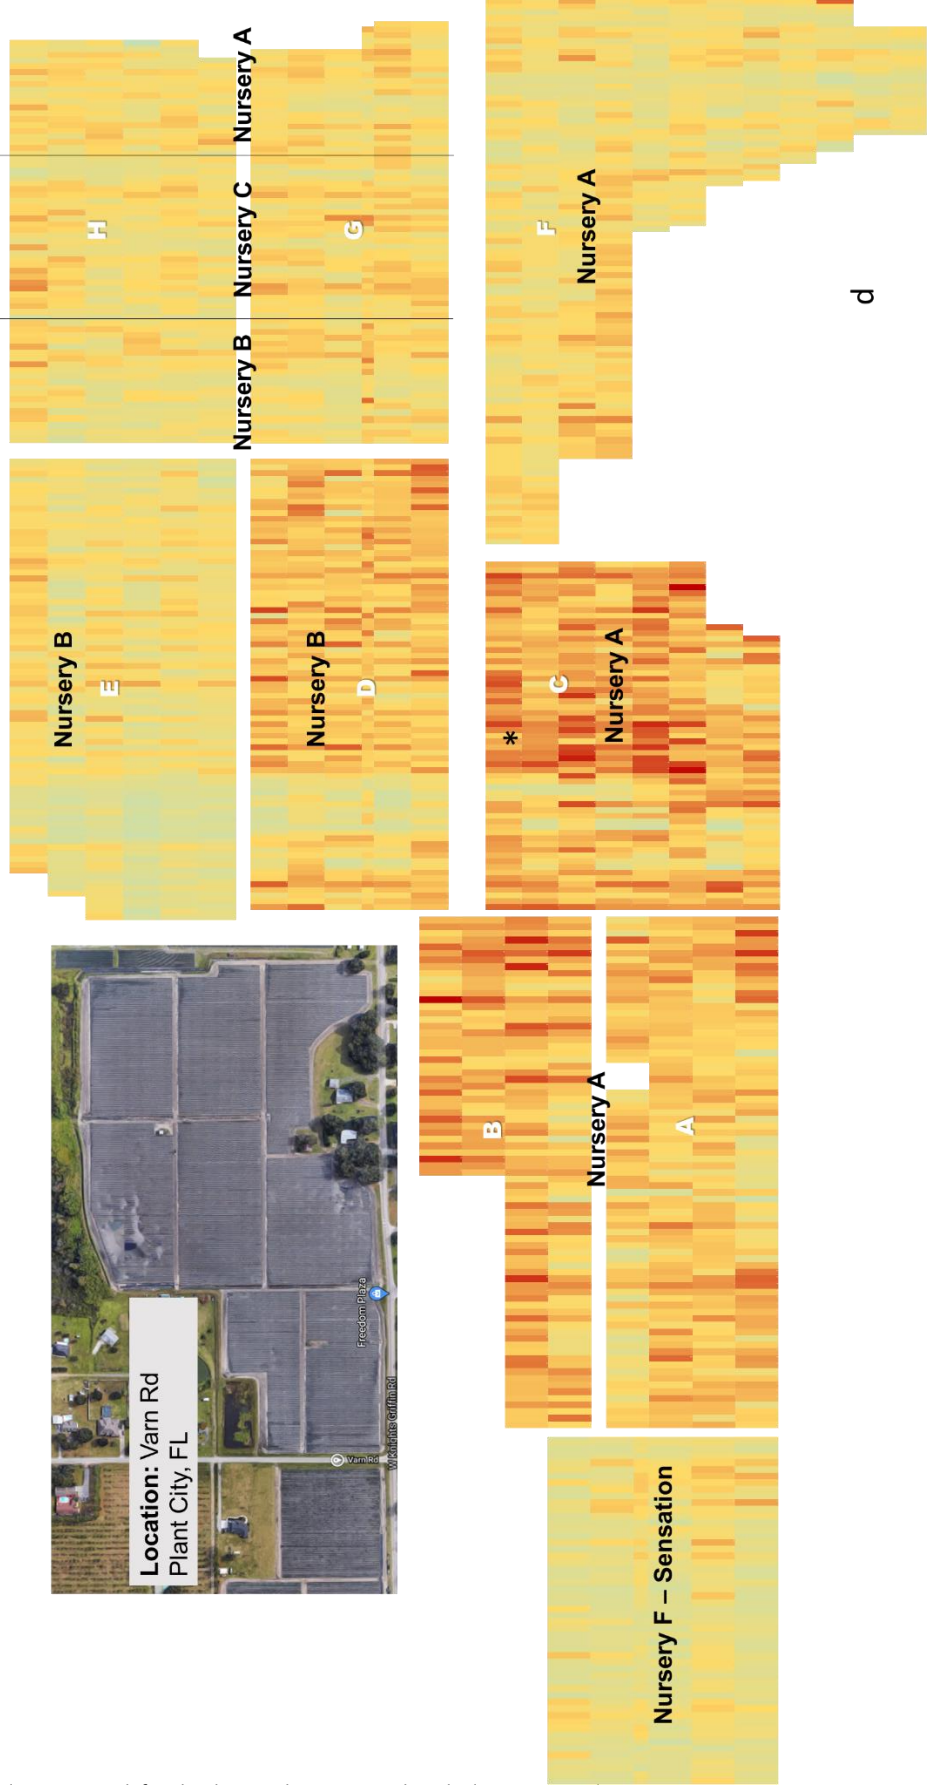 Location: Varn Rd
Plant City, FL
Freedom Plaza
Varn Rd
W Knights Griffin Rd
Nursery F – Sensation
Nursery A
B
A
Nursery B
E
Nursery B
D
Nursery A
C
*
Nursery B
Nursery C
Nursery A
H
G
F
Nursery A
d